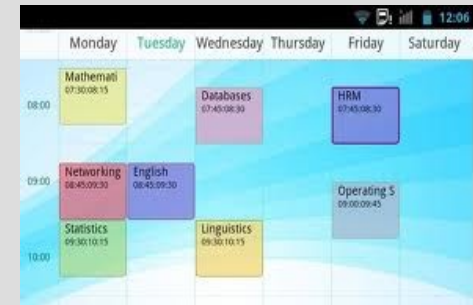 12:06
Monday Tuesday Wednesday Thursday Friday Saturday
Mathemati
07:30:08:15
08:00
Databases
07:45:08:30
HRM
07:45:08:30
09:00
Networking
08:45:09:30
English
08:45:09:30
Operating S
09:00:09:45
Statistics
09:30:10:15
Linguistics
09:30:10:15
10:00